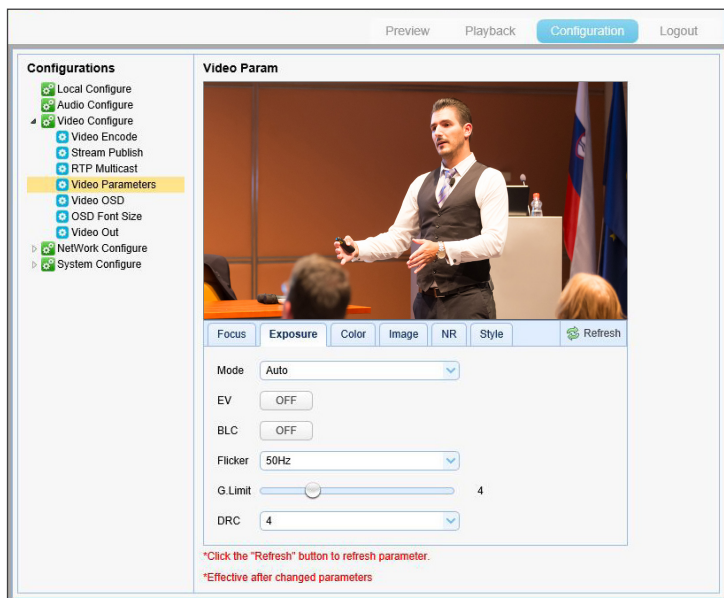 Preview Playback Configuration Logout
Configurations
Local Configure
Audio Configure
Video Configure
Video Encode
Stream Publish
RTP Multicast
Video Parameters
Video OSD
OSD Font Size
Video Out
NetWork Configure
System Configure
Video Param
Focus Exposure Color Image NR Style Refresh
Mode Auto
EV OFF
BLC OFF
Flicker 50Hz
G.Limit 4
DRC 4
*Click the "Refresh" button to refresh parameter.
*Effective after changed parameters